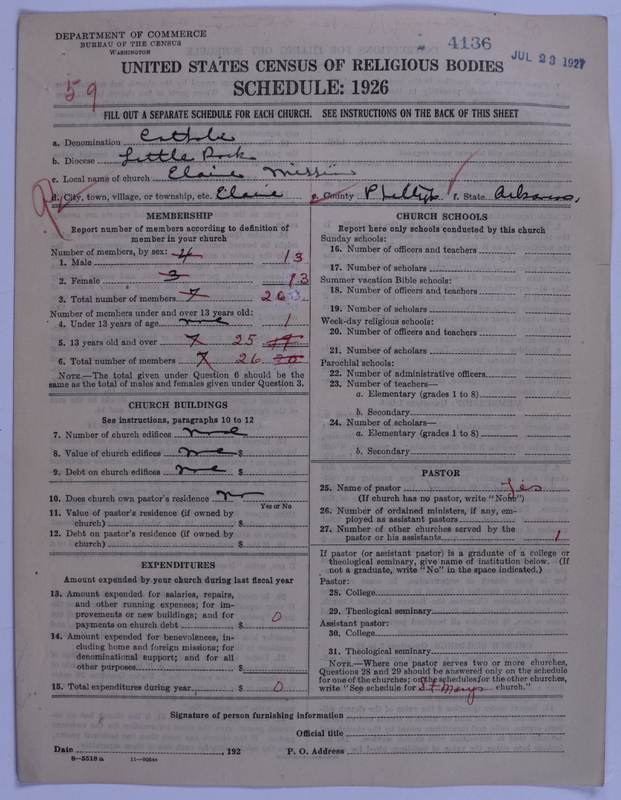 DEPARTMENT OF COMMERCE
BUREAU OF THE CENSUS
WASHINGTON
4136
JUL 23 1927
UNITED STATES CENSUS OF RELIGIOUS BODIES
SCHEDULE: 1926
59
FILL OUT A SEPARATE SCHEDULE FOR EACH CHURCH. SEE INSTRUCTIONS ON THE BACK OF THIS SHEET
a. Denomination Catholic
b. Diocese Little Rock
c. Local name of church Elaine Mission
d. City, town, village, or township, etc. Elaine e. County Phillips f. State Arkansas,
MEMBERSHIP
Report number of members according to definition of
member in your church
Number of members, by sex:
1. Male 4 13
2. Female 3 13
3. Total number of members 7 26
Number of members under and over 13 years old:
4. Under 13 years of age none 1
5. 13 years old and over 7 25 19
6. Total number of members 7 26 20
NOTE.—The total given under Question 6 should be the
same as the total of males and females given under Question 3.
CHURCH BUILDINGS
See instructions, paragraphs 10 to 12
7. Number of church edifices none
8. Value of church edifices none $
9. Debt on church edifices none $
10. Does church own pastor's residence no
Yes or No
11. Value of pastor's residence (if owned by
church) $
12. Debt on pastor's residence (if owned by
church) $
EXPENDITURES
Amount expended by your church during last fiscal year
13. Amount expended for salaries, repairs,
and other running expenses; for im-
provements or new buildings; and for
payments on church debt $ 0
14. Amount expended for benevolences, in-
cluding home and foreign missions; for
denominational support; and for all
other purposes $
15. Total expenditures during year $ 0
CHURCH SCHOOLS
Report here only schools conducted by this church
Sunday schools:
16. Number of officers and teachers
17. Number of scholars
Summer vacation Bible schools:
18. Number of officers and teachers
19. Number of scholars
Week-day religious schools:
20. Number of officers and teachers
21. Number of scholars
Parochial schools:
22. Number of administrative officers
23. Number of teachers—
a. Elementary (grades 1 to 8)
b. Secondary
24. Number of scholars—
a. Elementary (grades 1 to 8)
b. Secondary
PASTOR
25. Name of pastor Yes
(If church has no pastor, write "None")
26. Number of ordained ministers, if any, em-
ployed as assistant pastors
27. Number of other churches served by the
pastor or his assistants 1
If pastor (or assistant pastor) is a graduate of a college or
theological seminary, give name of institution below. (If
not a graduate, write "No" in the space indicated.)
Pastor:
28. College
29. Theological seminary
Assistant pastor:
30. College
31. Theological seminary
NOTE.—Where one pastor serves two or more churches,
Questions 28 and 29 should be answered only on the schedule
for one of the churches; on the schedules for the other churches,
write "See schedule for St Marys church."
Signature of person furnishing information
Official title
Date , 192 P. O. Address
8—5518 a 11—9254a